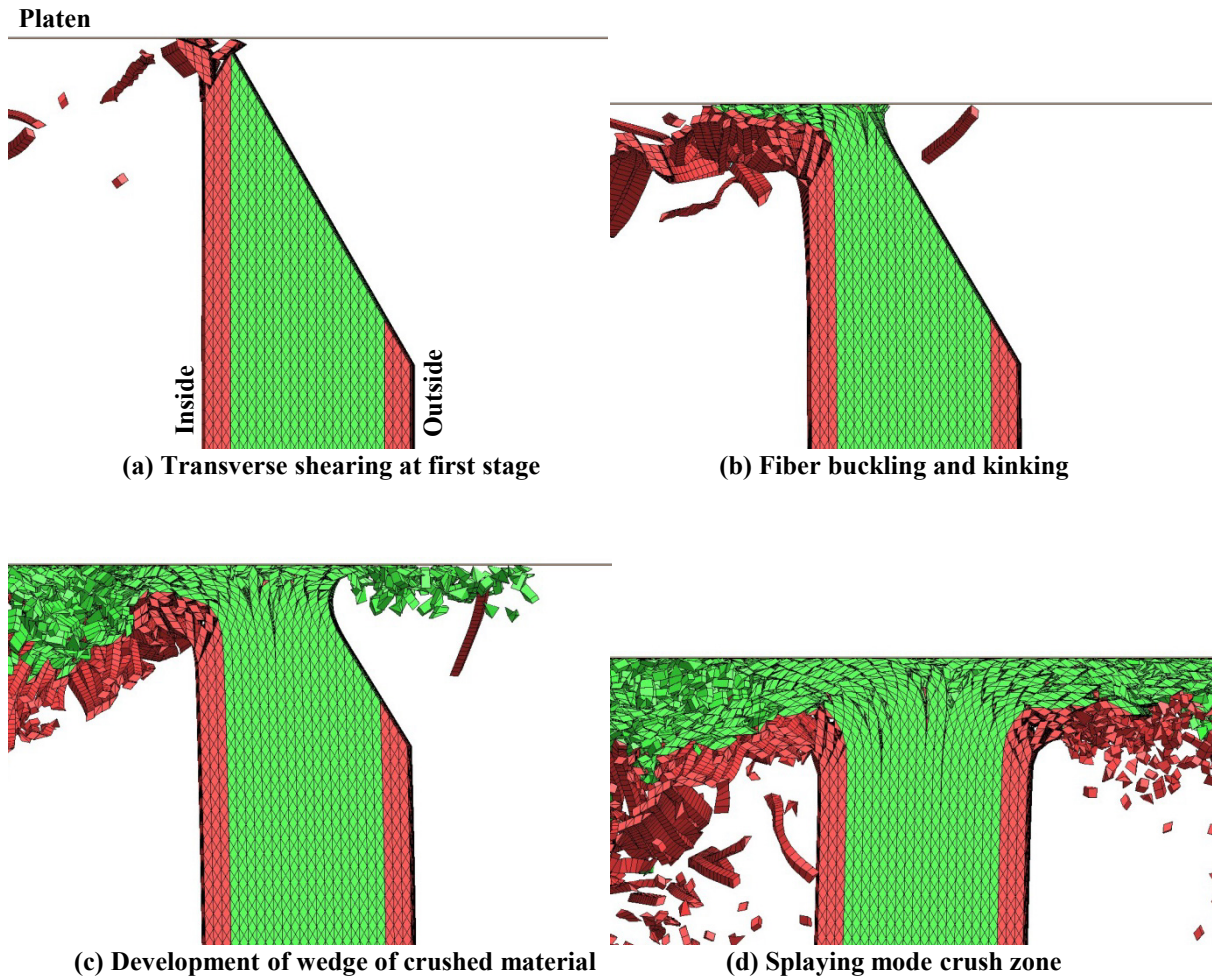 Platen
Inside
Outside
(a) Transverse shearing at first stage
(b) Fiber buckling and kinking
(c) Development of wedge of crushed material
(d) Splaying mode crush zone